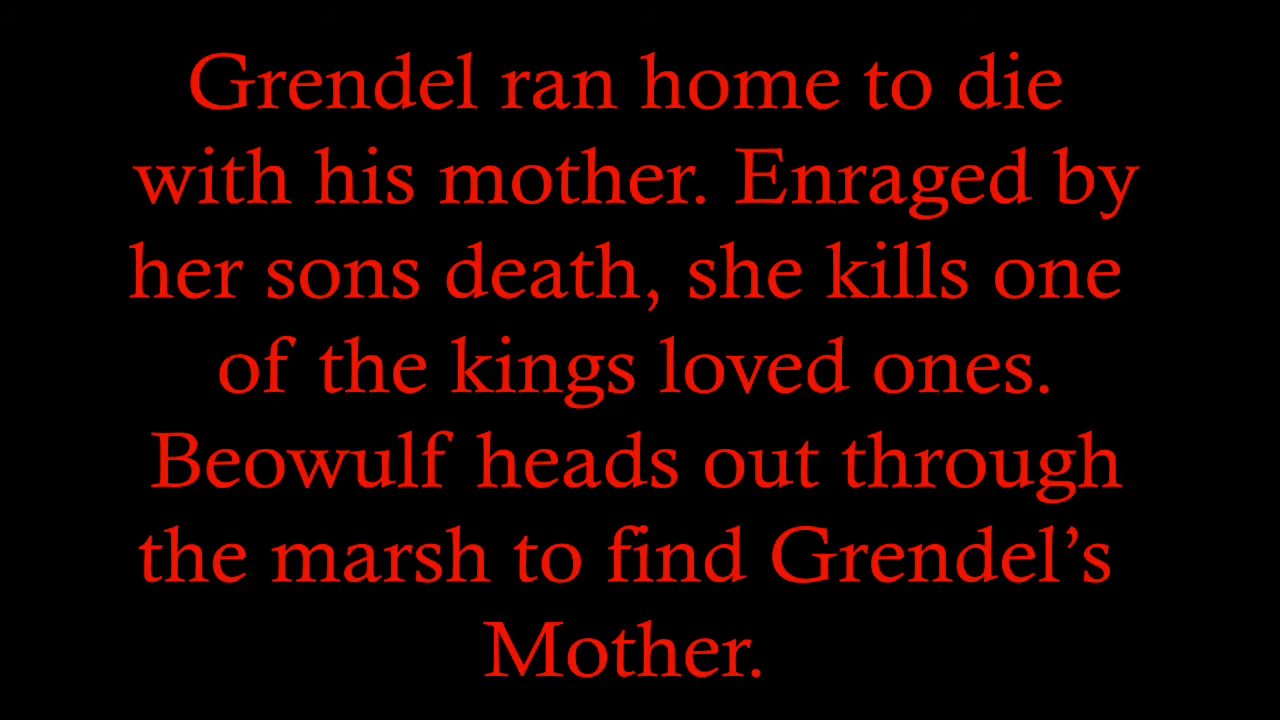 Grendel ran home to die
with his mother. Enraged by
her sons death, she kills one
of the kings loved ones.
Beowulf heads out through
the marsh to find Grendel’s
Mother.